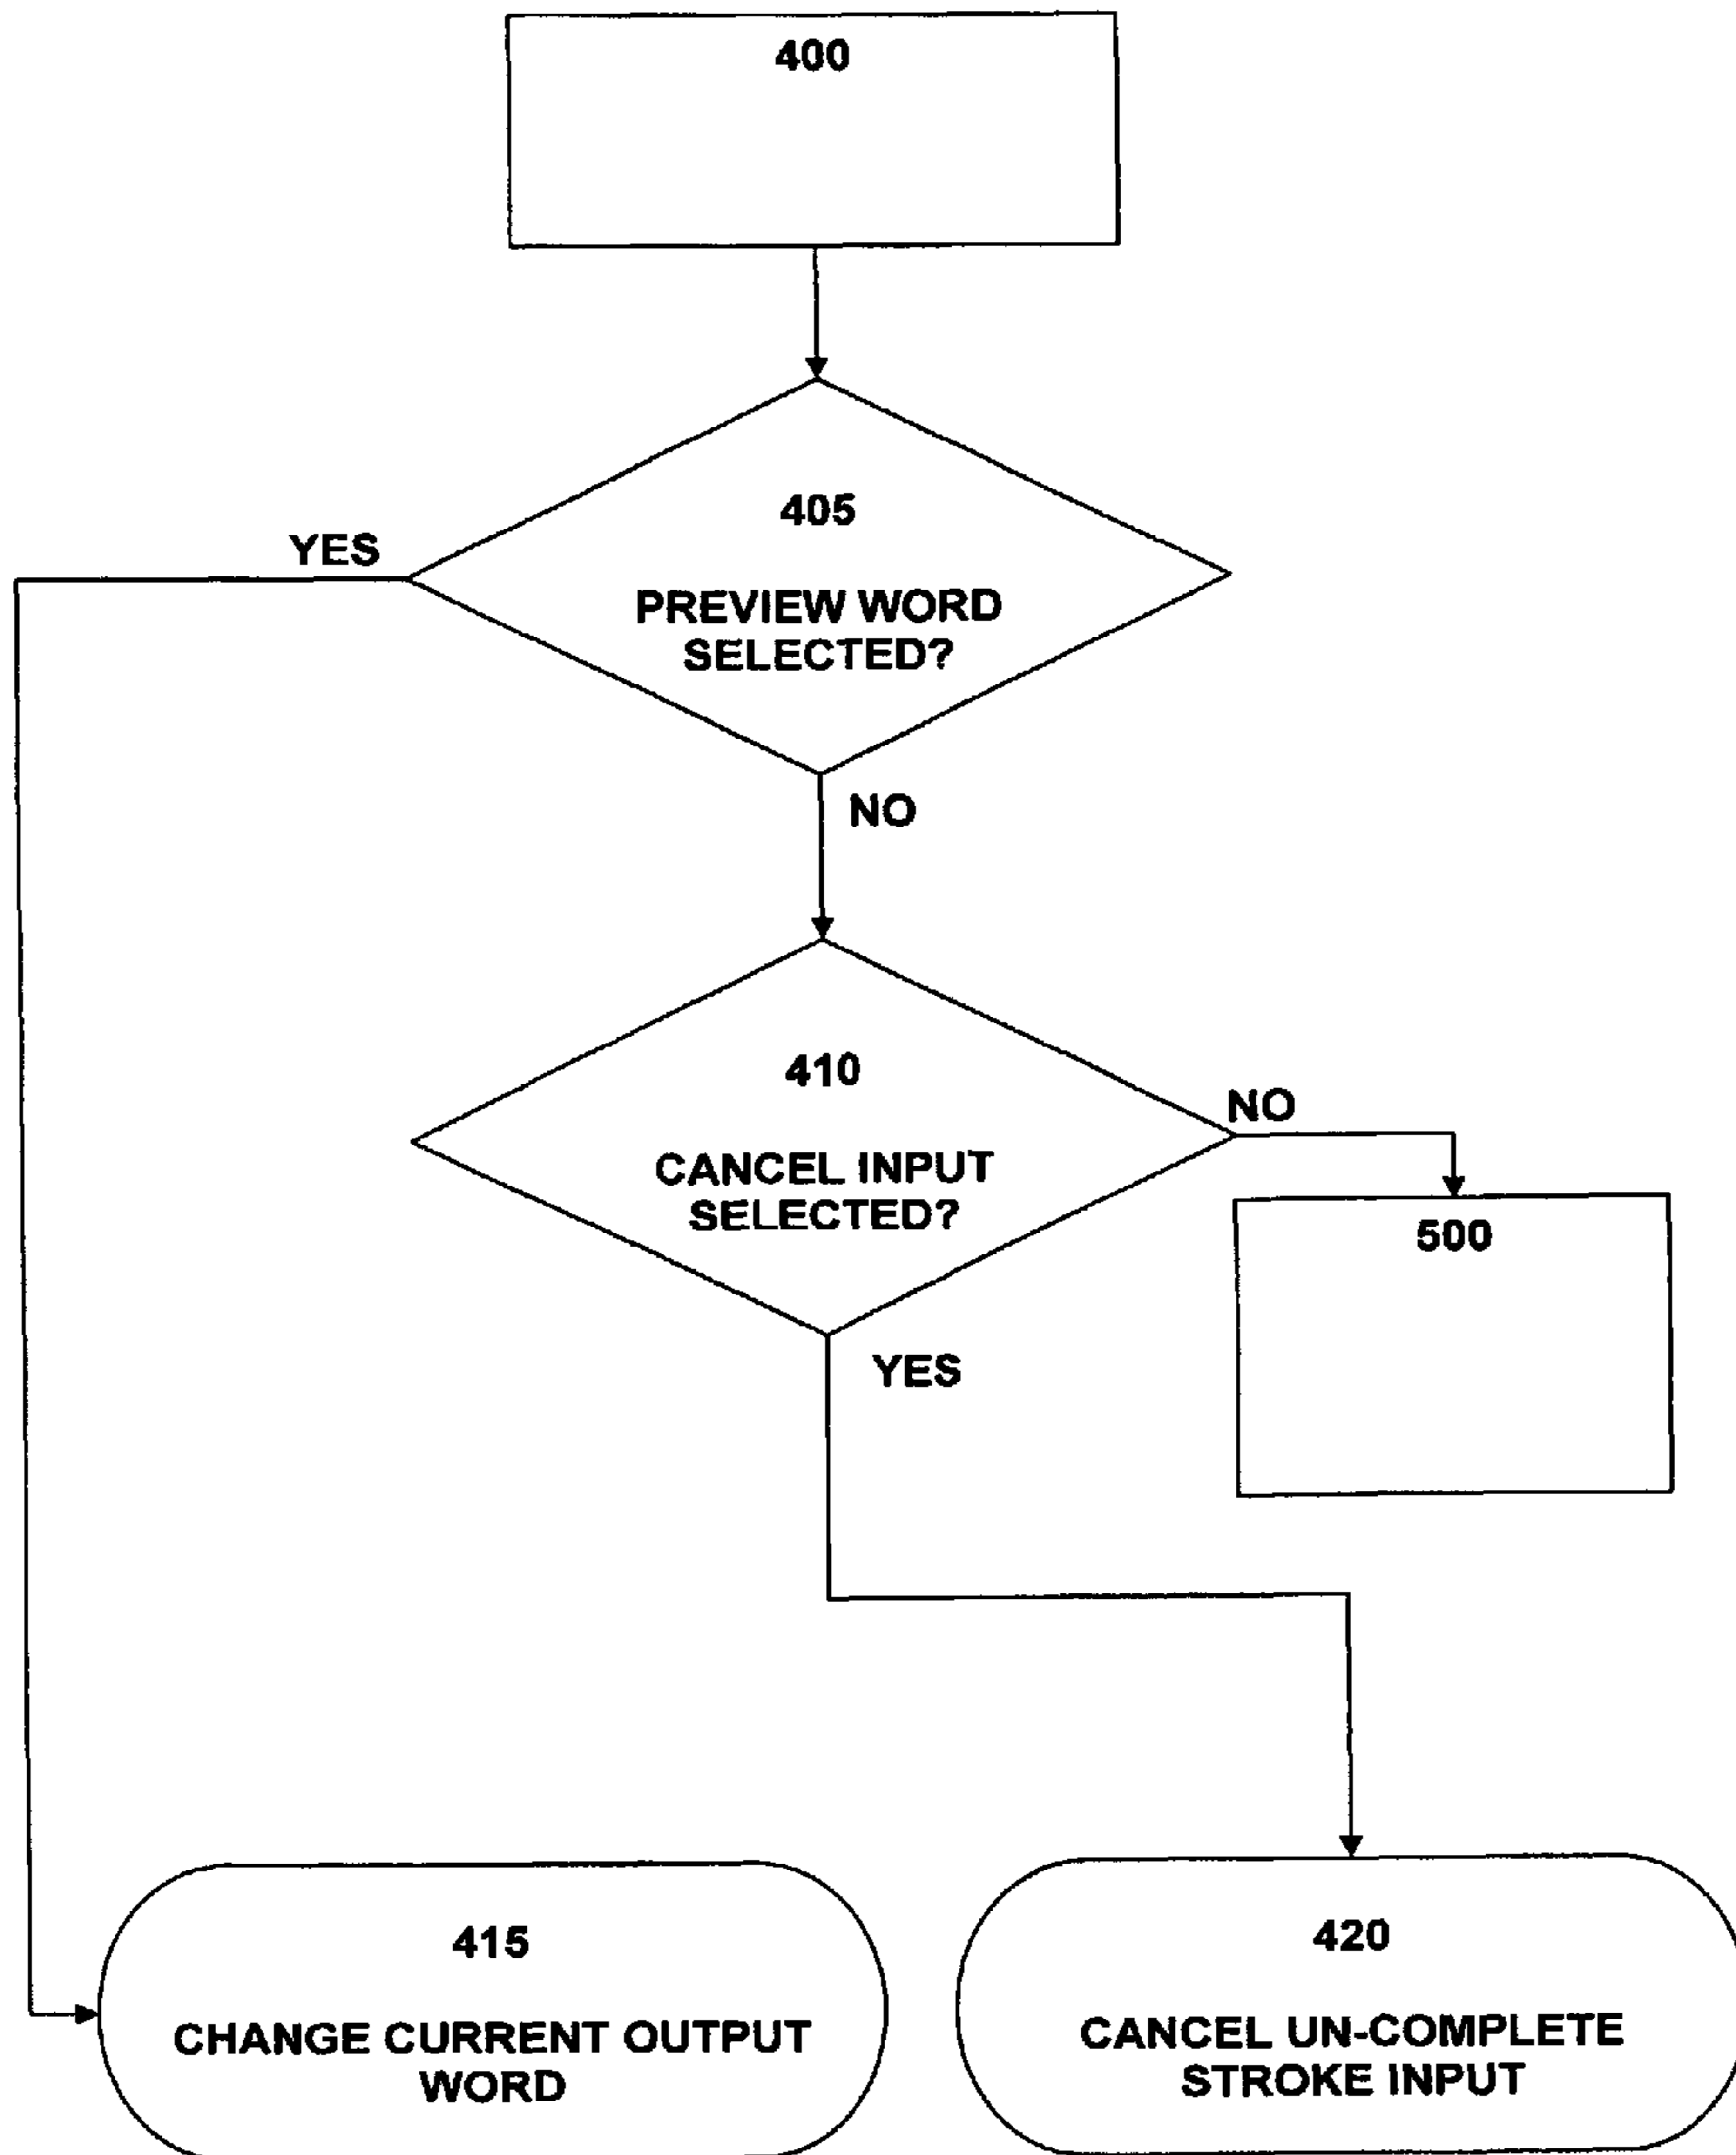 400
405
YES
PREVIEW WORD
SELECTED?
NO
410
NO
CANCEL INPUT
SELECTED?
500
YES
415
CHANGE CURRENT OUTPUT
WORD
420
CANCEL UN-COMPLETE
STROKE INPUT